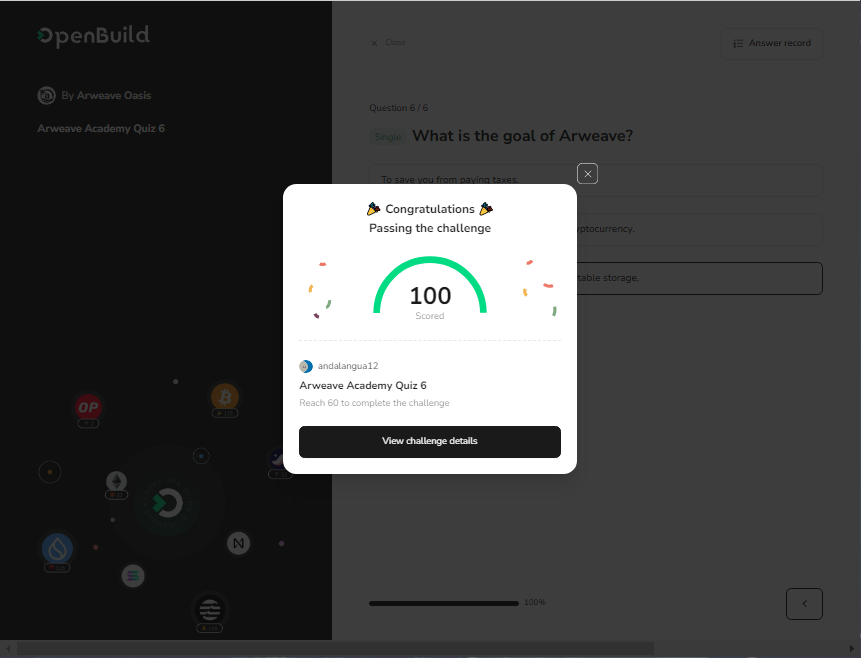 OpenBuild
By Arweave Oasis
Arweave Academy Quiz 6
Close
Answer record
Question 6 / 6
Single
What is the goal of Arweave?
To save you from paying taxes.
yptocurrency.
table storage.
Congratulations
Passing the challenge
100
Scored
andalangua12
Arweave Academy Quiz 6
Reach 60 to complete the challenge
View challenge details
100%
OP